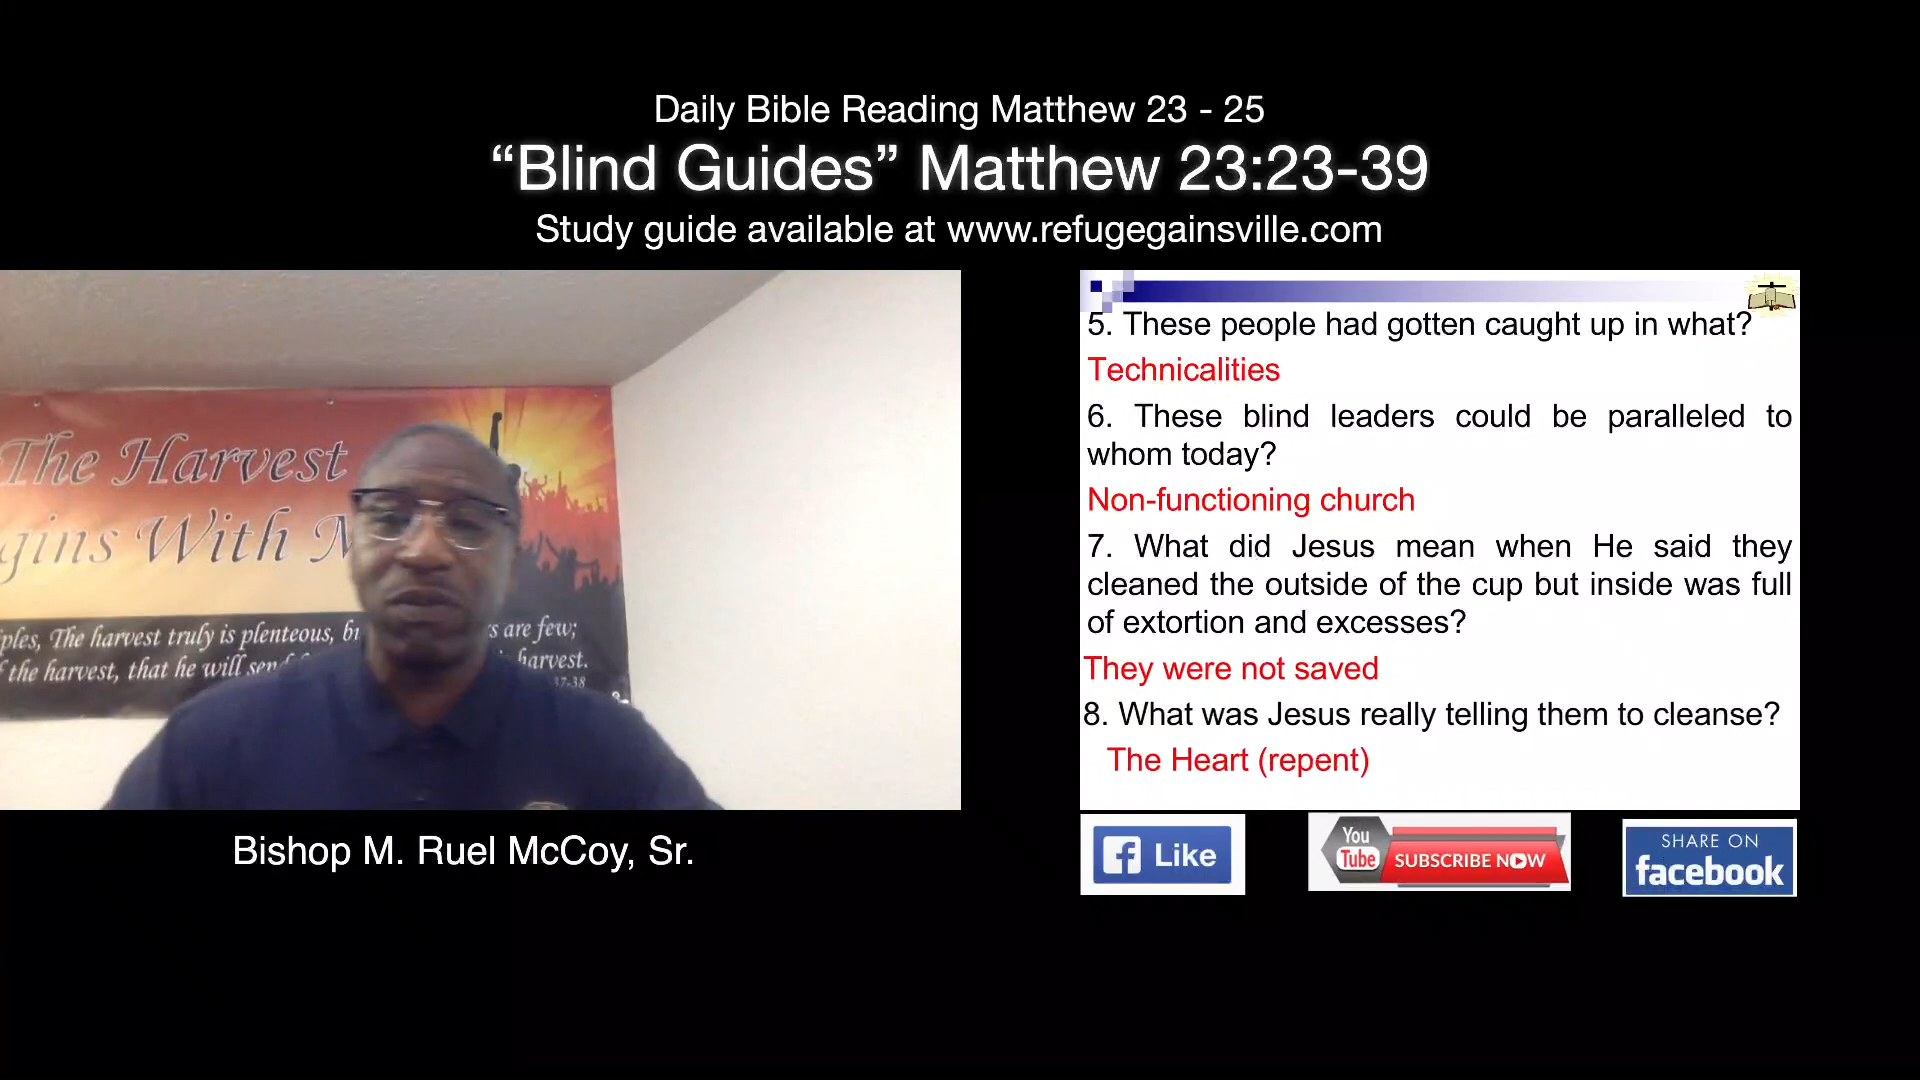 Daily Bible Reading Matthew 23 - 25
“Blind Guides” Matthew 23:23-39
Study guide available at www.refugegainsville.com
The Harvest
gins With M
ples, The harvest truly is plenteous, s are few;
the harvest, that he will harvest.
37-38
Bishop M. Ruel McCoy, Sr.
5. These people had gotten caught up in what?
Technicalities
6. These blind leaders could be paralleled to
whom today?
Non-functioning church
7. What did Jesus mean when He said they
cleaned the outside of the cup but inside was full
of extortion and excesses?
They were not saved
8. What was Jesus really telling them to cleanse?
The Heart (repent)
f Like
You
Tube
SUBSCRIBE NOW
SHARE ON
facebook